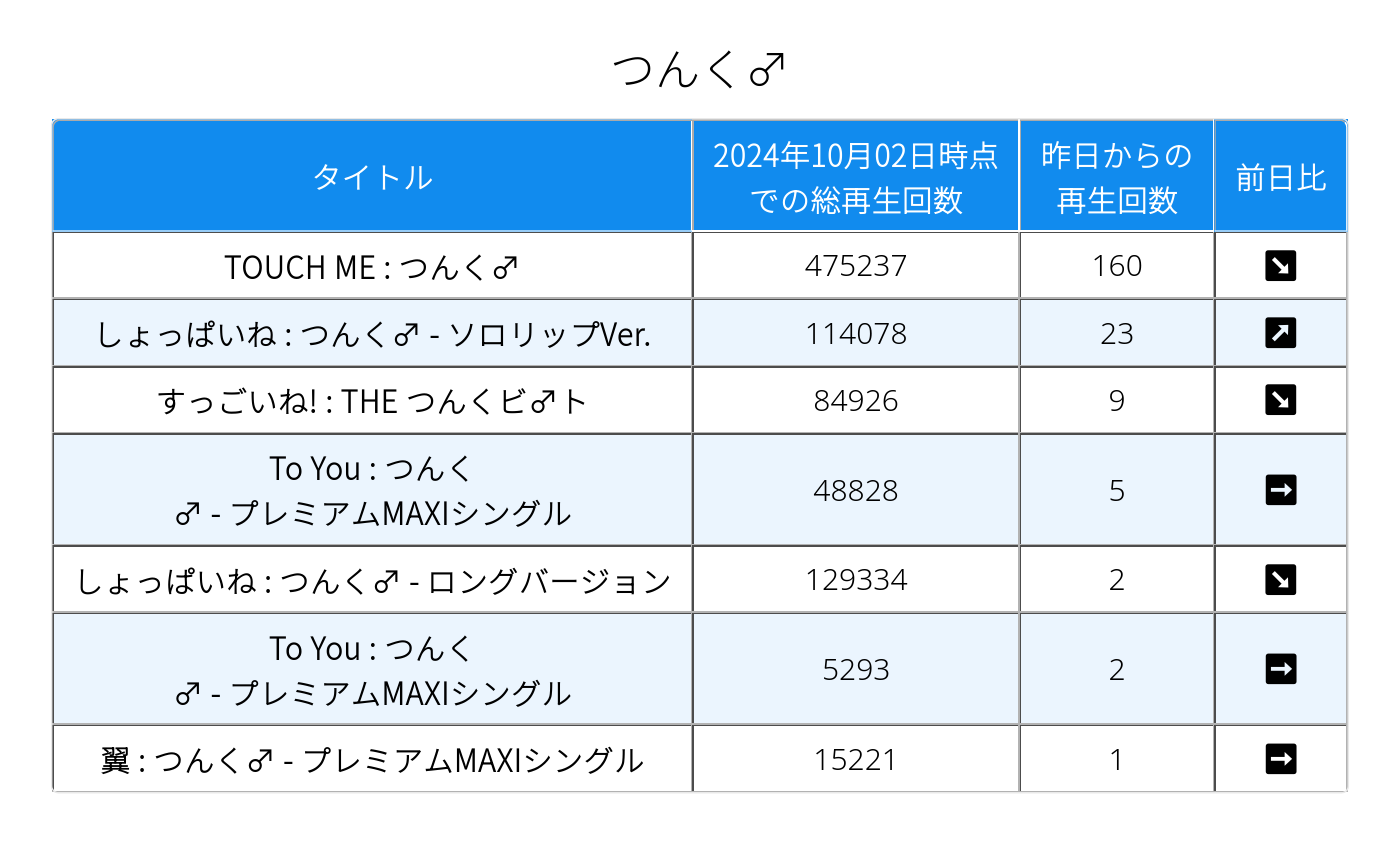 つんく♂
タイトル
2024年10月02日時点
での総再生回数
昨日からの
再生回数
前日比
TOUCH ME : つんく♂
475237
160
↘
しょっぱいね : つんく♂ - ソロリップVer.
114078
23
↗
すっごいね! : THE つんくビ♂ト
84926
9
↘
To You : つんく
♂ - プレミアムMAXIシングル
48828
5
→
しょっぱいね : つんく♂ - ロングバージョン
129334
2
↘
To You : つんく
♂ - プレミアムMAXIシングル
5293
2
→
翼 : つんく♂ - プレミアムMAXIシングル
15221
1
→